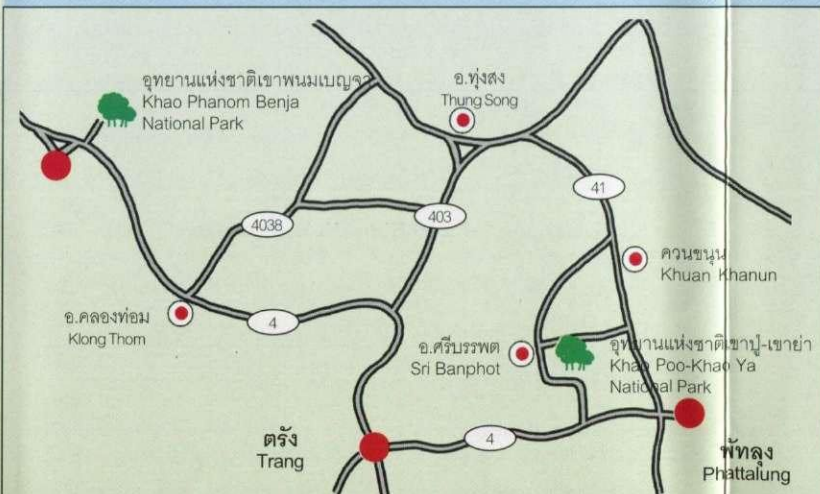 อุทยานแห่งชาติเขาพนมเบญจา
Khao Phanom Benja
National Park
อ.ทุ่งสง
Thung Song
41
4038
403
ควนขนุน
Khuan Khanun
อ.คลองท่อม
Klong Thom
4
อ.ศรีบรรพต
Sri Banphot
อุทยานแห่งชาติเขาปู่-เขาย่า
Khao Poo-Khao Ya
National Park
ตรัง
Trang
4
พัทลุง
Phattalung